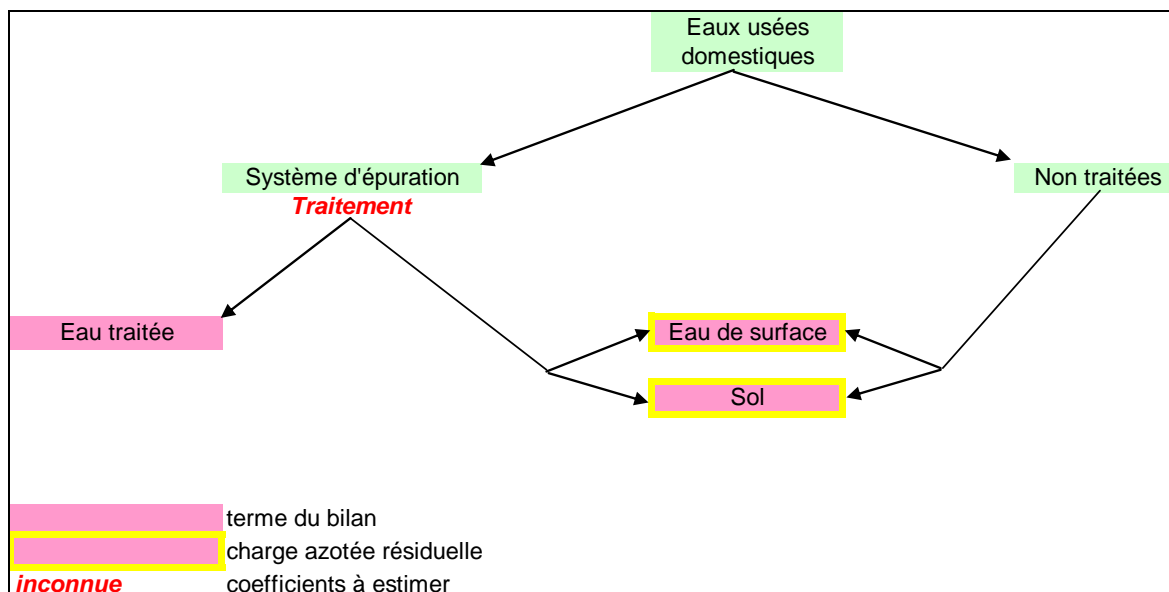 Eaux usées
domestiques
Système d'épuration
Non traitées
Traitement
Eau traitée
Eau de surface
Sol
terme du bilan
charge azotée résiduelle
inconnue coefficients à estimer